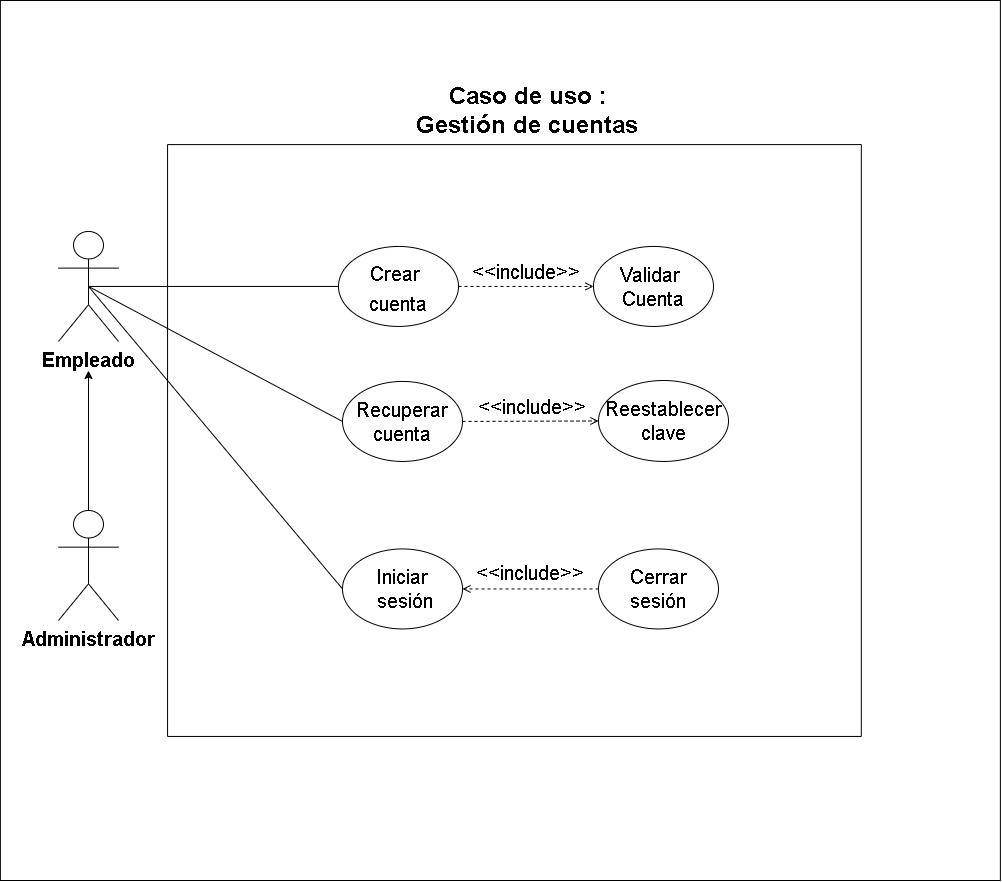 Caso de uso :
Gestión de cuentas
Crear
cuenta
<<include>>
Validar
Cuenta
Empleado
Recuperar
cuenta
<<include>>
Reestablecer
clave
Iniciar
sesión
<<include>>
Cerrar
sesión
Administrador